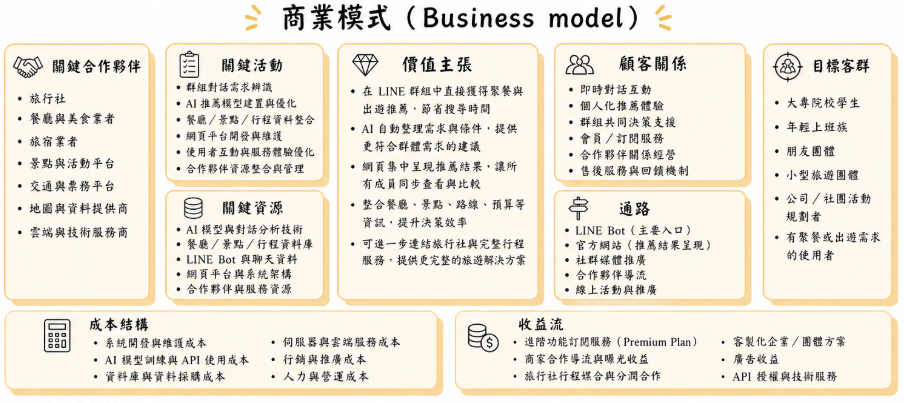 商業模式（Business model）
關鍵合作夥伴
• 旅行社
• 餐廳與美食業者
• 旅宿業者
• 景點與活動平台
• 交通與票務平台
• 地圖與資料提供商
• 雲端與技術服務商
關鍵活動
• 群組對話需求辨識
• AI 推薦模型建置與優化
• 餐廳／景點／行程資料整合
• 網頁平台開發與維護
• 使用者互動與服務體驗優化
• 合作夥伴資源整合與管理
關鍵資源
• AI 模型與對話分析技術
• 餐廳／景點／行程資料庫
• LINE Bot 與聊天資料
• 網頁平台與系統架構
• 合作夥伴與服務資源
價值主張
• 在 LINE 群組中直接獲得聚餐與
出遊推薦，節省搜尋時間
• AI 自動整理需求與條件，提供
更符合群體需求的建議
• 網頁集中呈現推薦結果，讓所
有成員同步查看與比較
• 整合餐廳、景點、路線、預算等
資訊，提升決策效率
• 可進一步連結旅行社與完整行程
服務，提供更完整的旅遊解決方案
顧客關係
• 即時對話互動
• 個人化推薦體驗
• 群組共同決策支援
• 會員／訂閱服務
• 合作夥伴關係經營
• 售後服務與回饋機制
通路
• LINE Bot（主要入口）
• 官方網站（推薦結果呈現）
• 社群媒體推廣
• 合作夥伴導流
• 線上活動與推廣
目標客群
• 大專院校學生
• 年輕上班族
• 朋友團體
• 小型旅遊團體
• 公司／社團活動
規劃者
• 有聚餐或出遊需求
的使用者
成本結構
• 系統開發與維護成本
• AI 模型訓練與 API 使用成本
• 資料庫與資料採購成本
• 伺服器與雲端服務成本
• 行銷與推廣成本
• 人力與營運成本
收益流
• 進階功能訂閱服務（Premium Plan）
• 商家合作導流與曝光收益
• 旅行社行程媒合與分潤合作
• 客製化企業／團體方案
• 廣告收益
• API 授權與技術服務